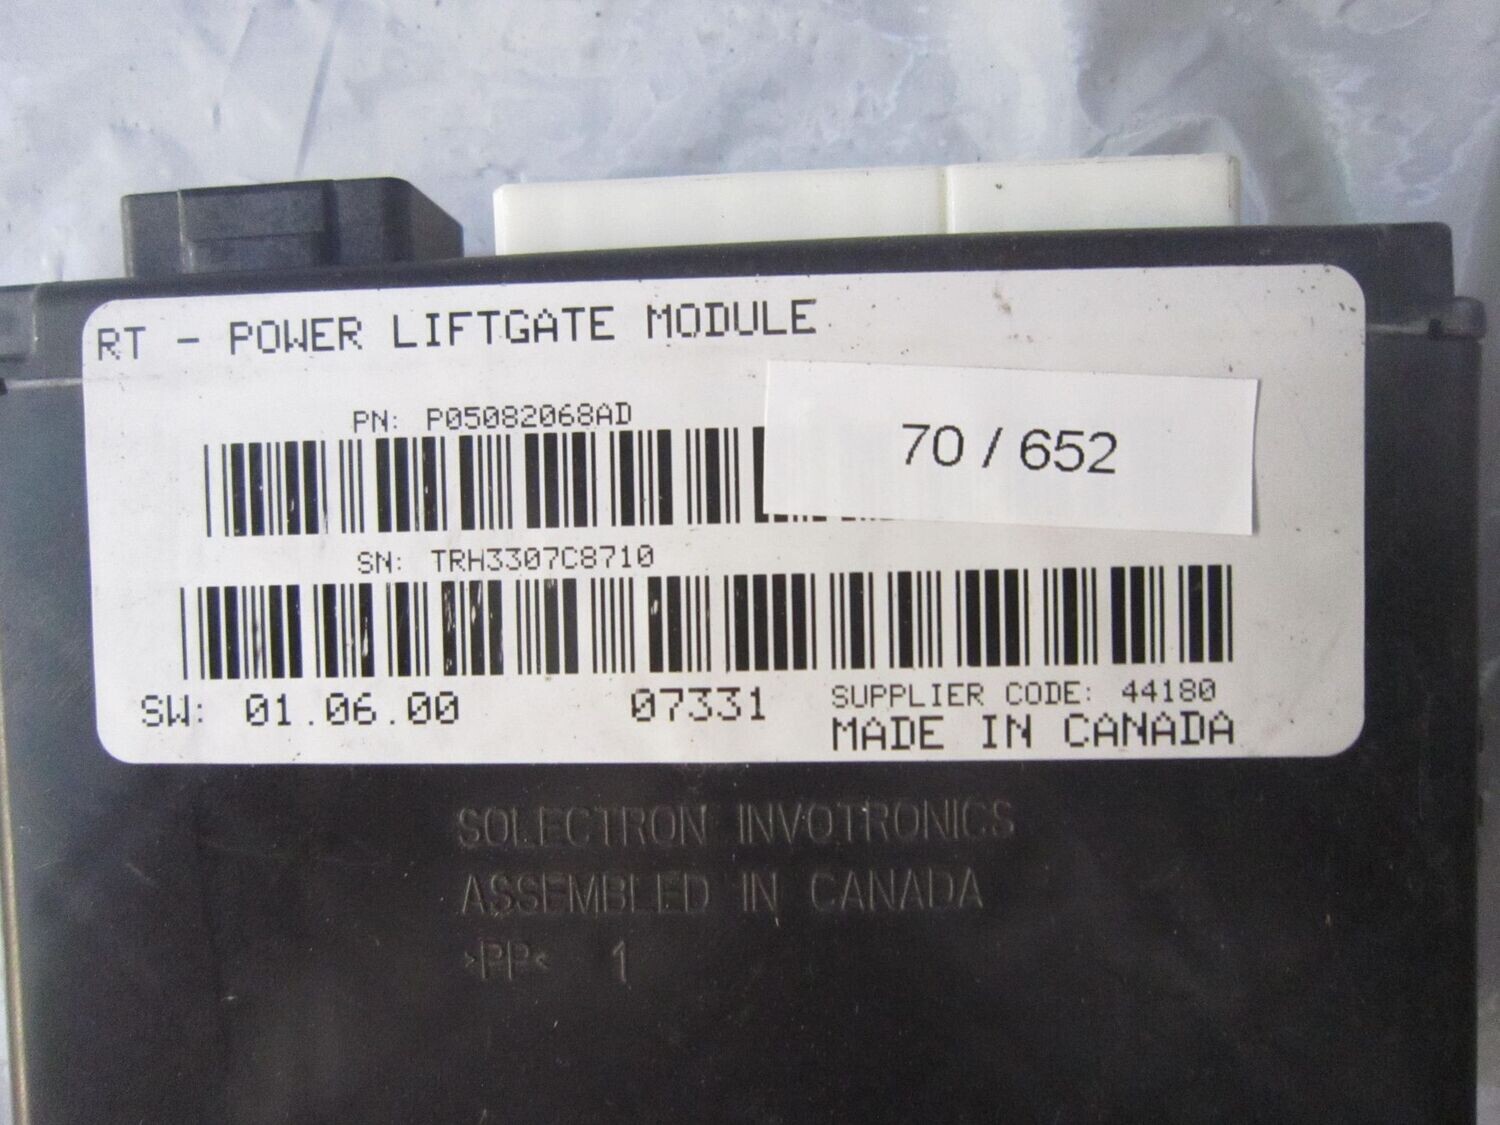 RT - POWER LIFTGATE MODULE
PN: P05082068AD
70 / 652
SN: TRH3307C8710
SW: 01.06.00 07331 SUPPLIER CODE: 44180
MADE IN CANADA
SOLECTRON INVOTRONICS
ASSEMBLED IN CANADA
>PP< 1